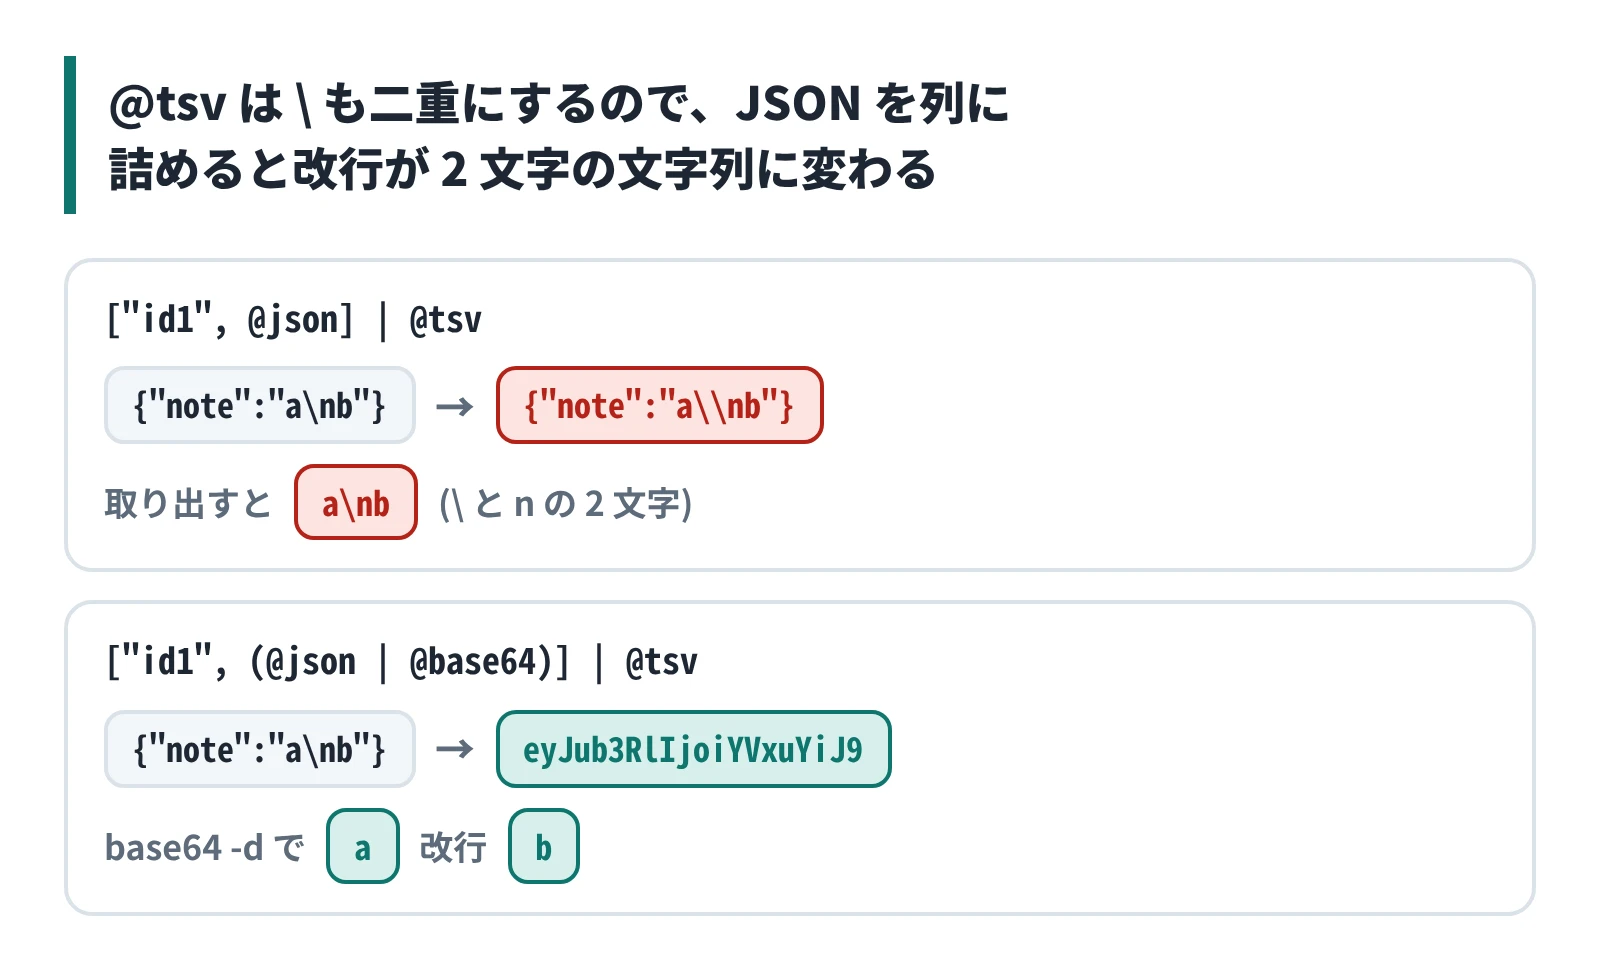 @tsv は \ も二重にするので、JSON を列に
詰めると改行が 2 文字の文字列に変わる
["id1", @json] | @tsv
{"note":"a\nb"} → {"note":"a\\nb"}
取り出すと a\nb (\ と n の 2 文字)
["id1", (@json | @base64)] | @tsv
{"note":"a\nb"} → eyJub3RlIjoiYVxuYiJ9
base64 -d で a 改行 b